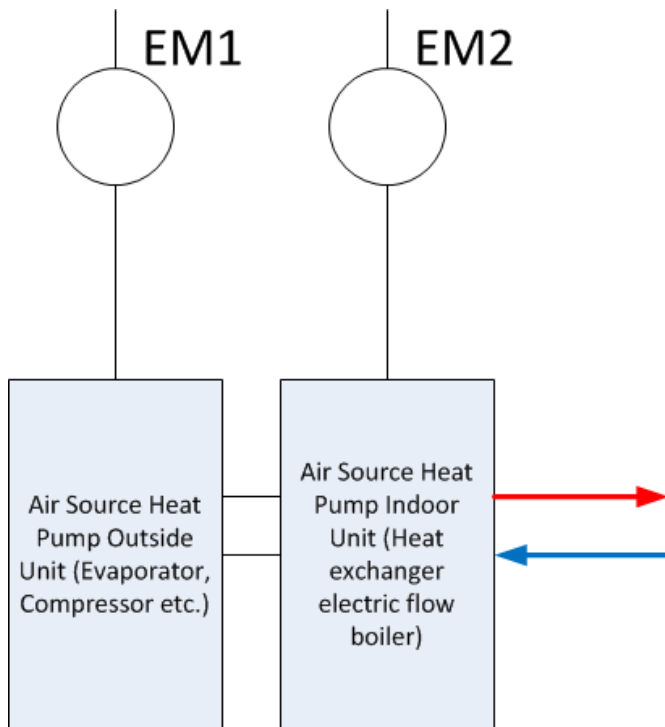 EM1
EM2
Air Source Heat
Pump Outside
Unit (Evaporator,
Compressor etc.)
Air Source Heat
Pump Indoor
Unit (Heat
exchanger
electric flow
boiler)